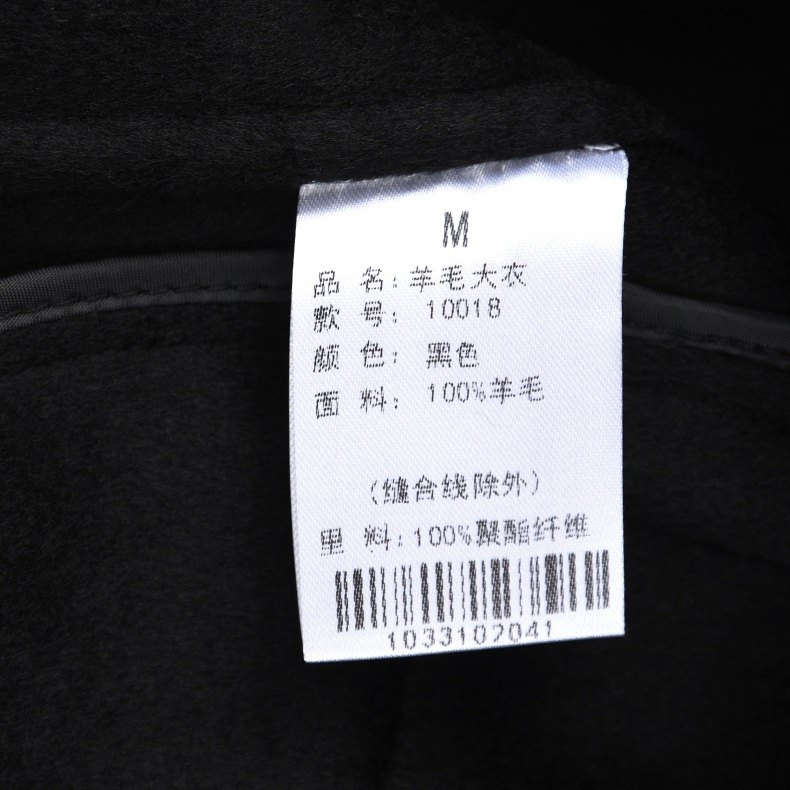 M
品 名：羊毛大衣
款 号：10018
颜 色：黑色
面 料：100%羊毛
（缝合线除外）
里 料：100%聚酯纤维
1033102041